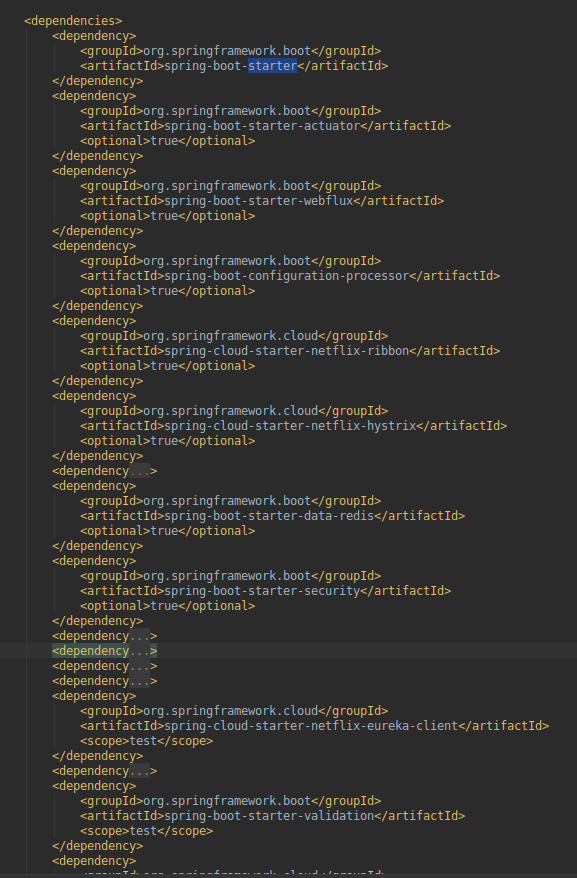 <dependencies>
<dependency>
<groupId>org.springframework.boot</groupId>
<artifactId>spring-boot-starter</artifactId>
</dependency>
<dependency>
<groupId>org.springframework.boot</groupId>
<artifactId>spring-boot-starter-actuator</artifactId>
<optional>true</optional>
</dependency>
<dependency>
<groupId>org.springframework.boot</groupId>
<artifactId>spring-boot-starter-webflux</artifactId>
<optional>true</optional>
</dependency>
<dependency>
<groupId>org.springframework.boot</groupId>
<artifactId>spring-boot-configuration-processor</artifactId>
<optional>true</optional>
</dependency>
<dependency>
<groupId>org.springframework.cloud</groupId>
<artifactId>spring-cloud-starter-netflix-ribbon</artifactId>
<optional>true</optional>
</dependency>
<dependency>
<groupId>org.springframework.cloud</groupId>
<artifactId>spring-cloud-starter-netflix-hystrix</artifactId>
<optional>true</optional>
</dependency>
<dependency...>
<dependency>
<groupId>org.springframework.boot</groupId>
<artifactId>spring-boot-starter-data-redis</artifactId>
<optional>true</optional>
</dependency>
<dependency>
<groupId>org.springframework.boot</groupId>
<artifactId>spring-boot-starter-security</artifactId>
<optional>true</optional>
</dependency>
<dependency...>
<dependency...>
<dependency...>
<dependency...>
<dependency>
<groupId>org.springframework.cloud</groupId>
<artifactId>spring-cloud-starter-netflix-eureka-client</artifactId>
<scope>test</scope>
</dependency>
<dependency...>
<dependency>
<groupId>org.springframework.boot</groupId>
<artifactId>spring-boot-starter-validation</artifactId>
<scope>test</scope>
</dependency>
<dependency>